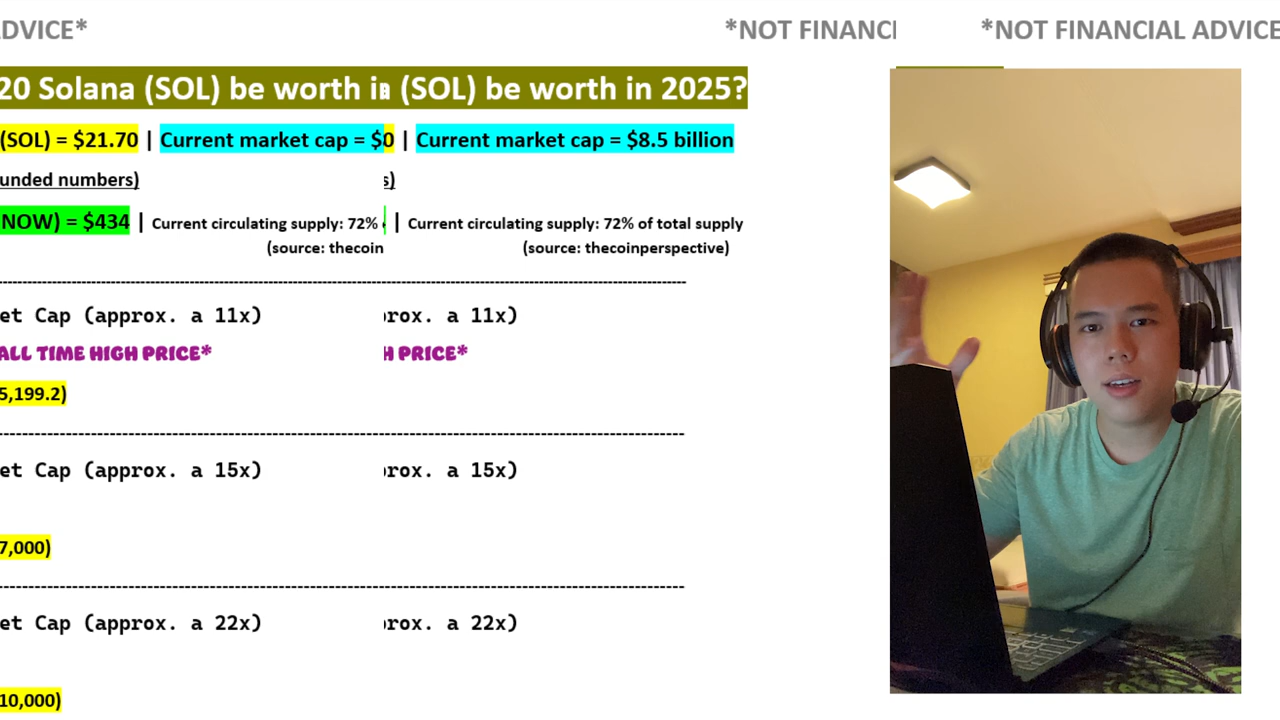 DVICE* *NOT FINANCI *NOT FINANCIAL ADVICE
20 Solana (SOL) be worth in (SOL) be worth in 2025?
(SOL) = $21.70 | Current market cap = $0 | Current market cap = $8.5 billion
unded numbers) s)
NOW) = $434 | Current circulating supply: 72% | Current circulating supply: 72% of total supply
(source: thecoin (source: thecoinperspective)
et Cap (approx. a 11x) rox. a 11x)
ALL TIME HIGH PRICE* H PRICE*
5,199.2)
et Cap (approx. a 15x) rox. a 15x)
7,000)
et Cap (approx. a 22x) rox. a 22x)
10,000)